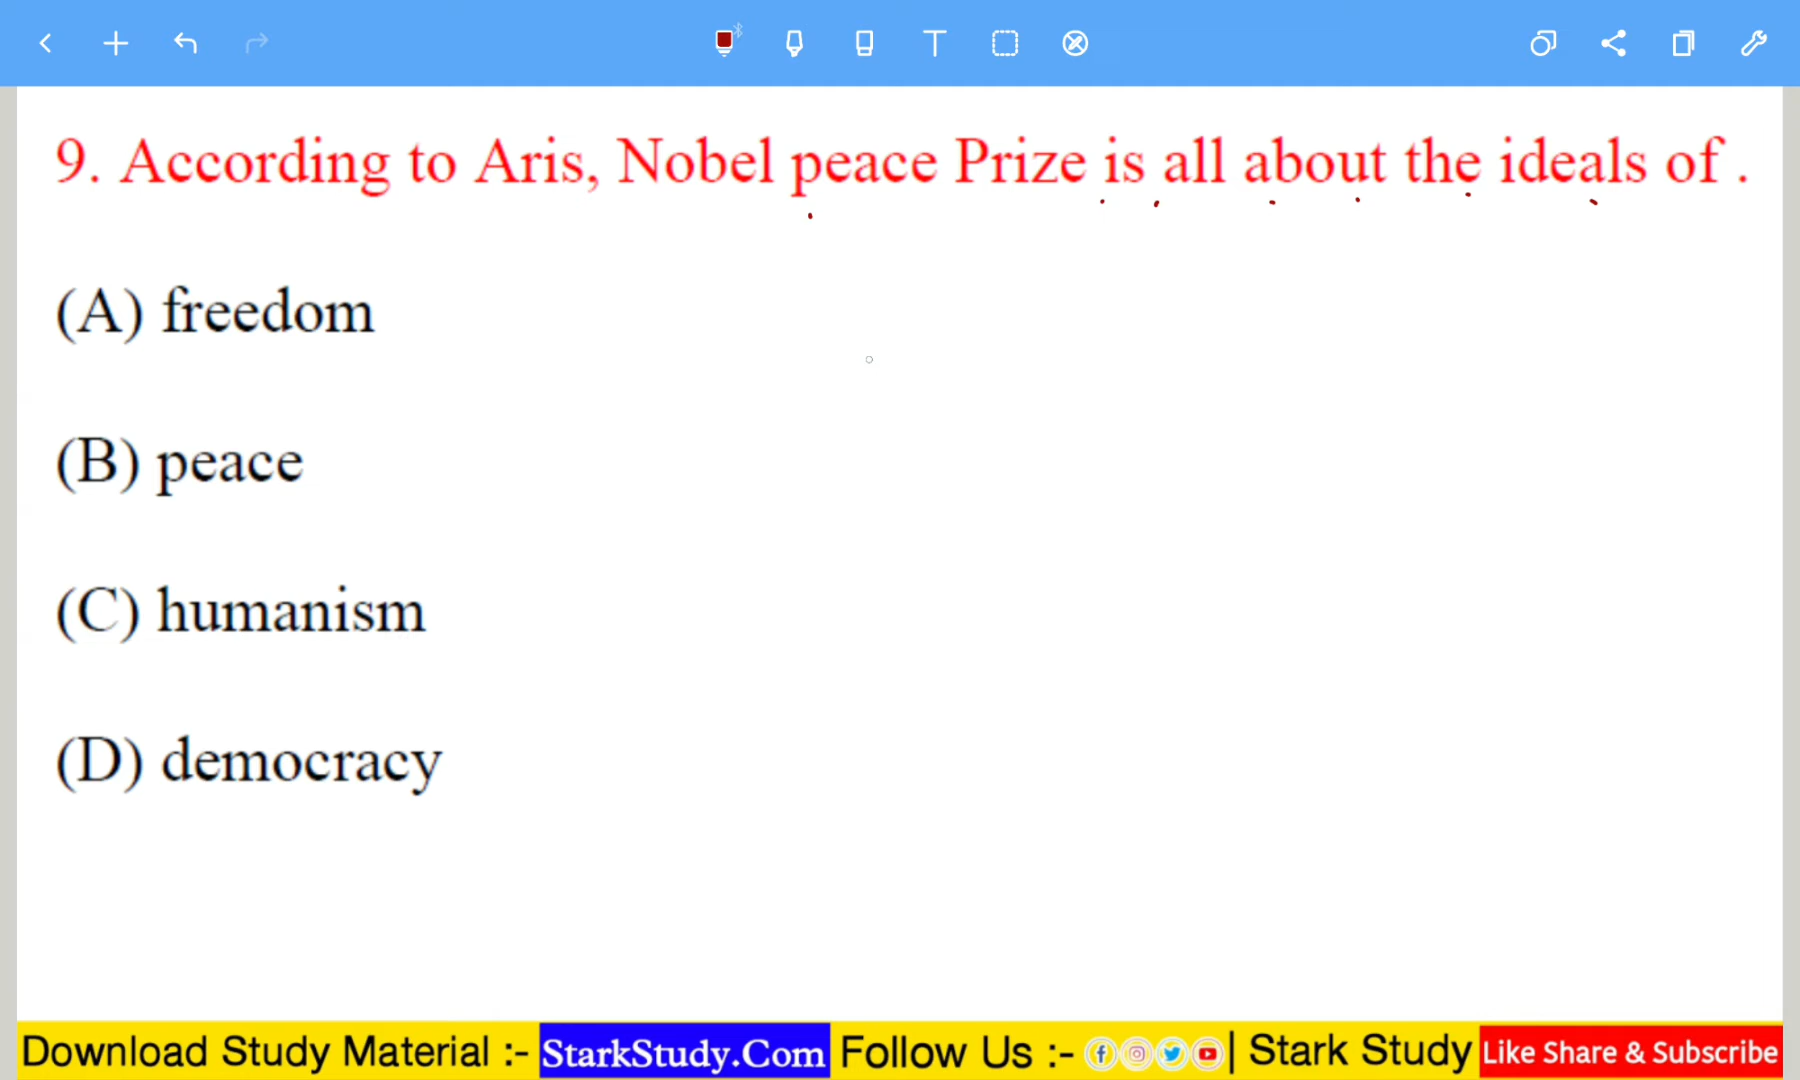 9. According to Aris, Nobel peace Prize is all about the ideals of .
(A) freedom
(B) peace
(C) humanism
(D) democracy
Download Study Material :- StarkStudy.Com Follow Us :- | Stark Study Like Share & Subscribe